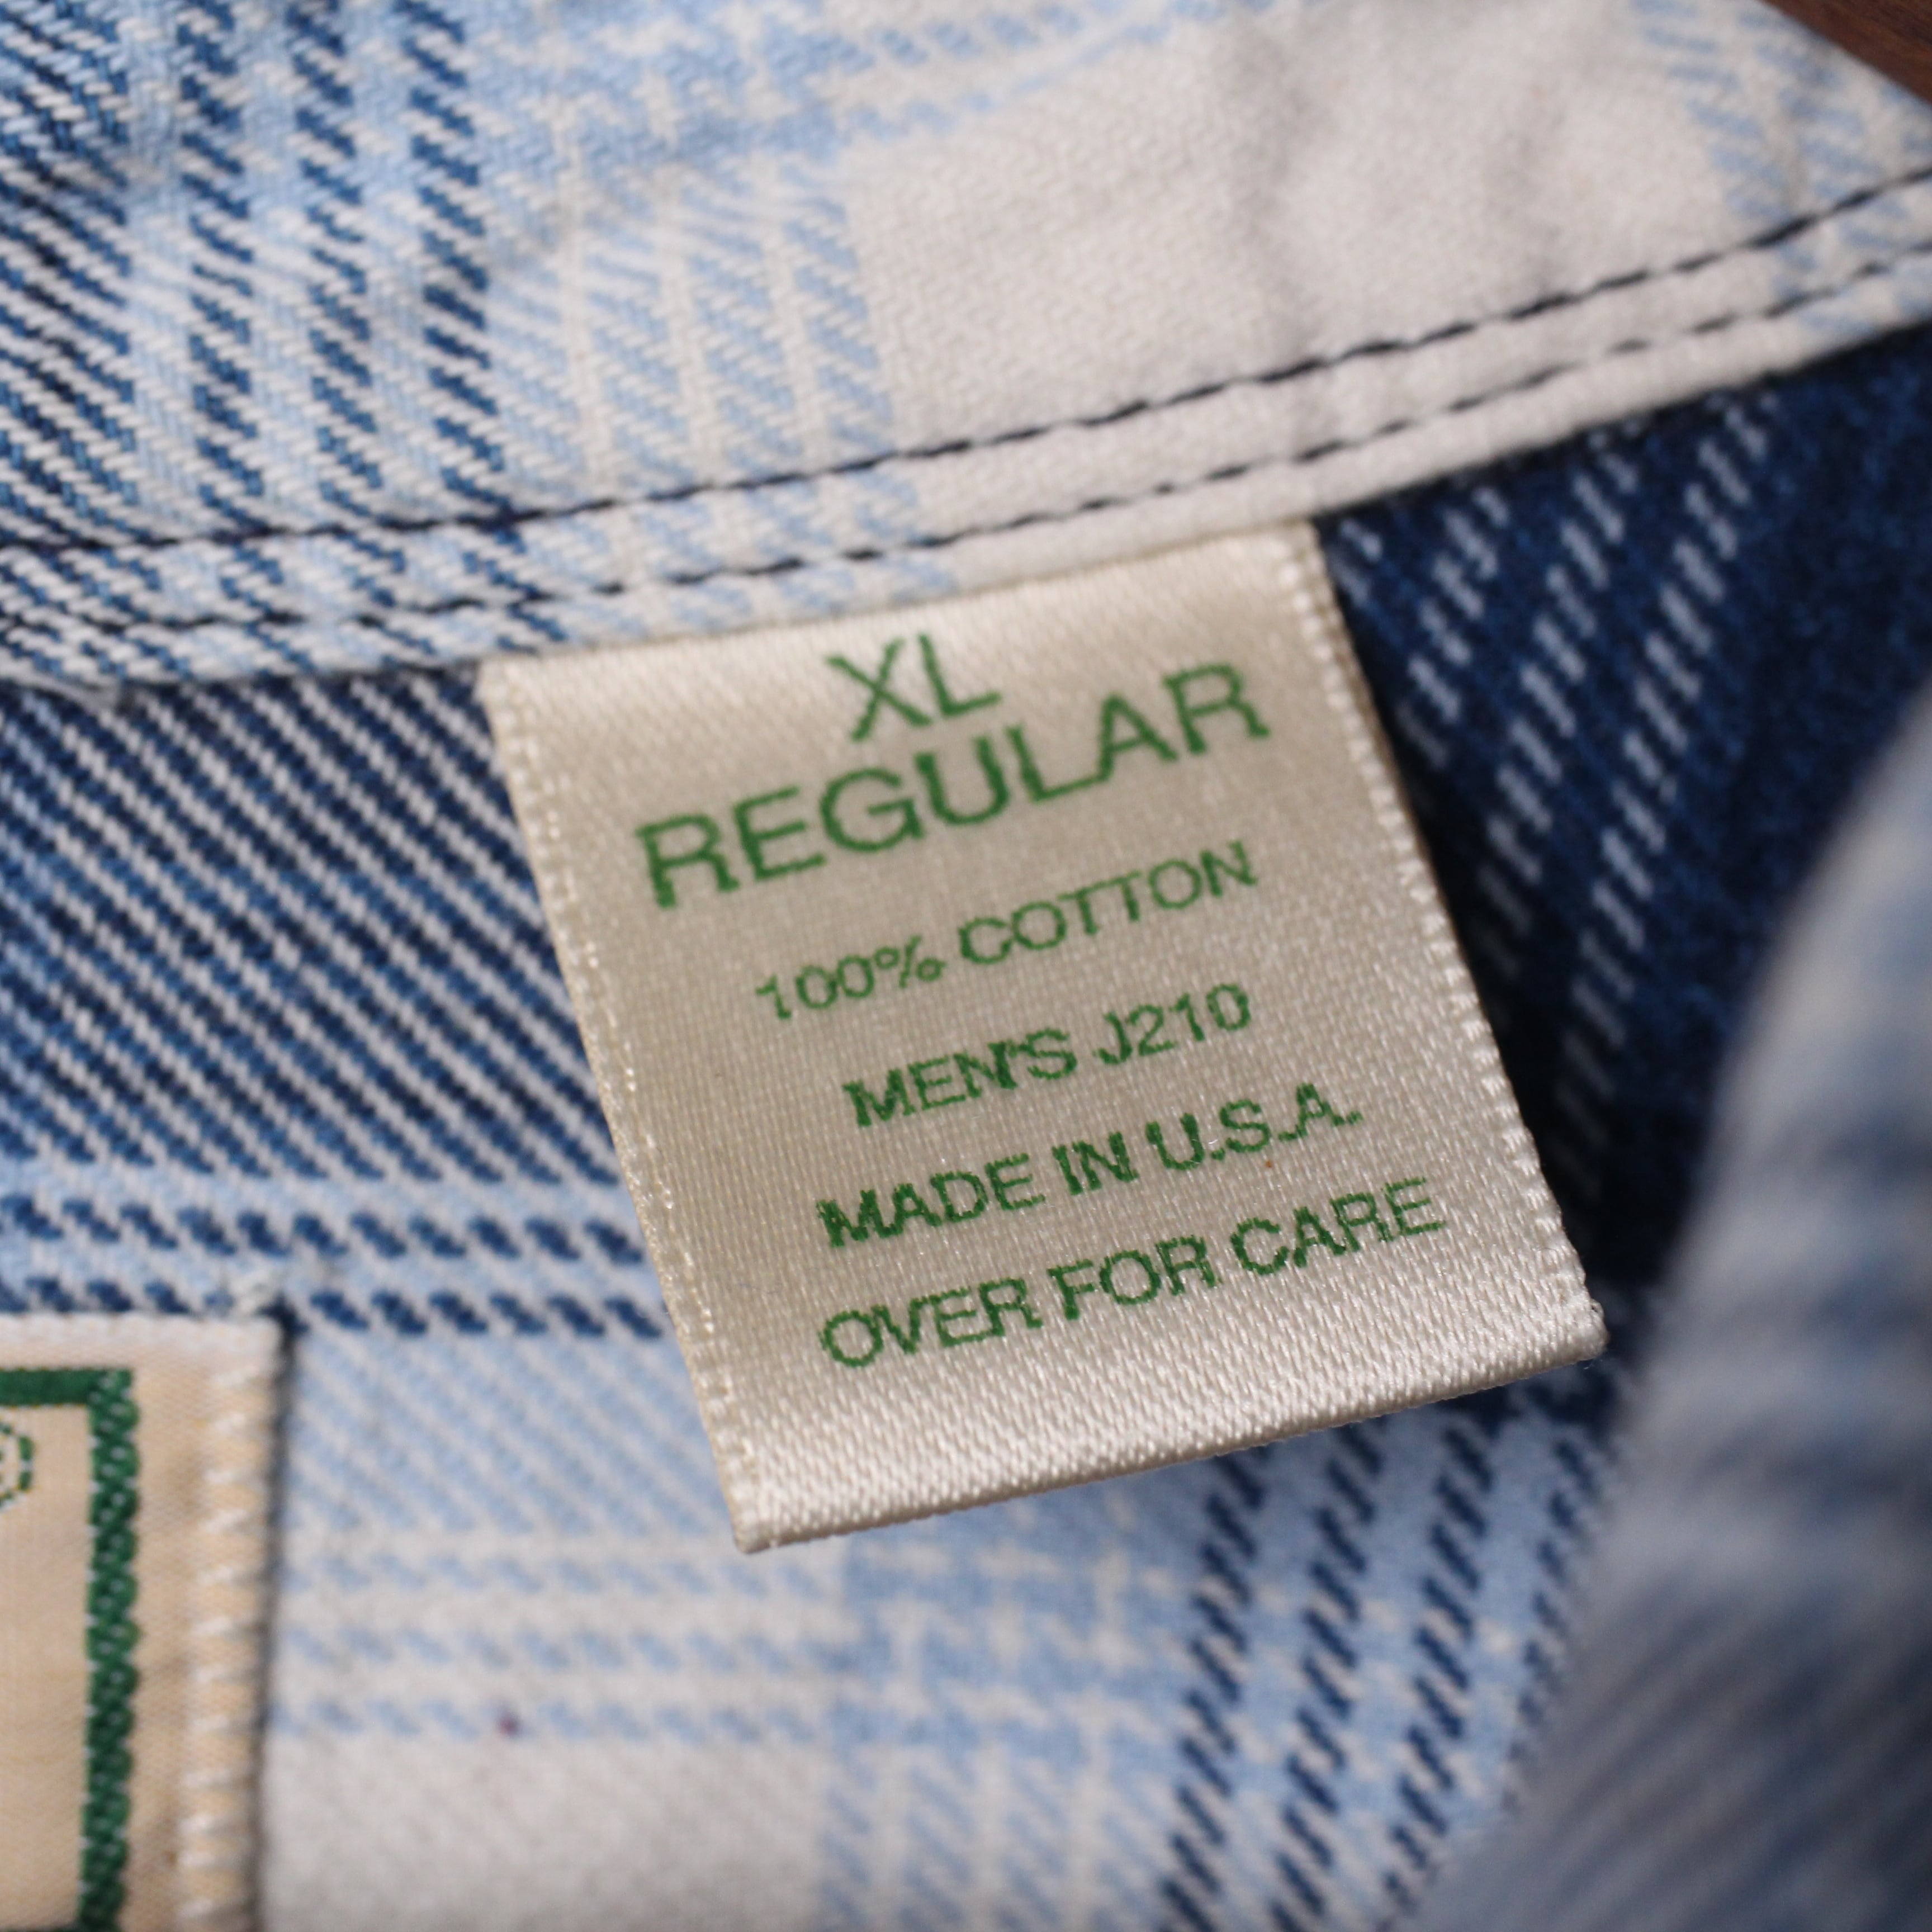 XL
REGULAR
100% COTTON
MEN'S J210
MADE IN U.S.A.
OVER FOR CARE